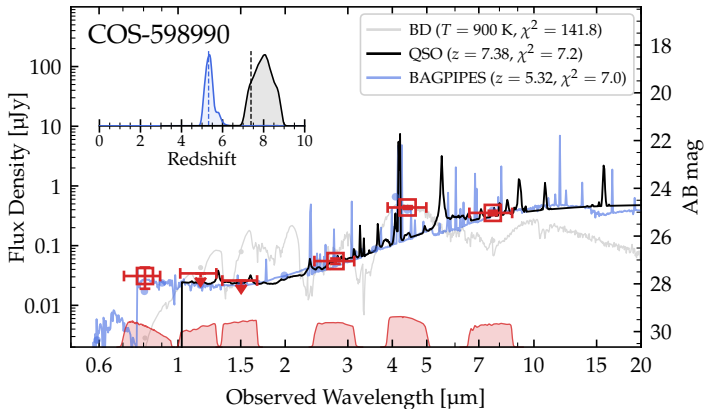 COS-598990
BD (T = 900 K, χ² = 141.8)
QSO (z = 7.38, χ² = 7.2)
BAGPIPES (z = 5.32, χ² = 7.0)
0 2 4 6 8 10
Redshift
Flux Density [μJy]
100
10
1
0.1
0.01
AB mag
18
20
22
24
26
28
30
0.6 1 1.5 2 3 4 5 7 10 15 20
Observed Wavelength [μm]